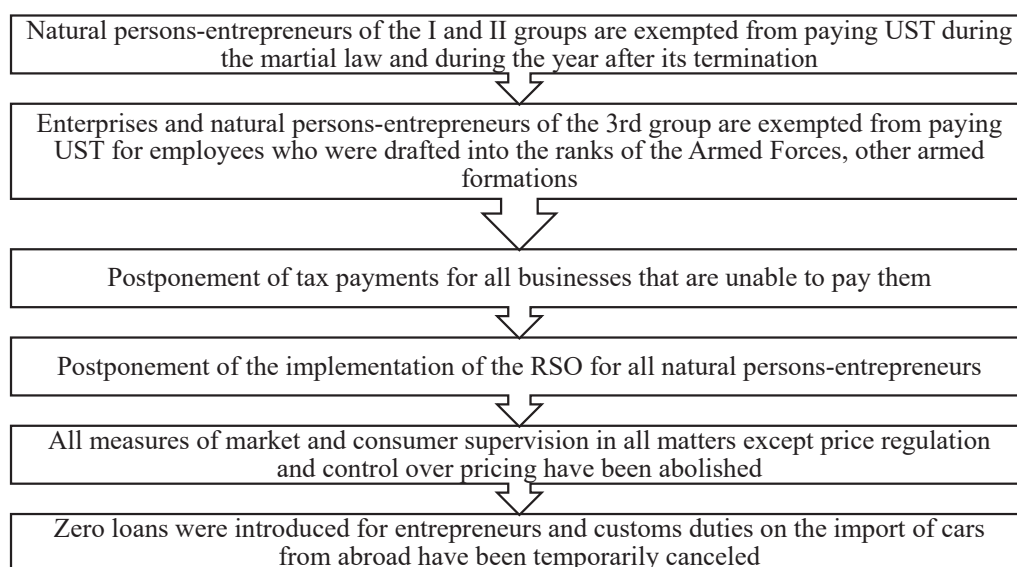 Natural persons-entrepreneurs of the I and II groups are exempted from paying UST during
the martial law and during the year after its termination
Enterprises and natural persons-entrepreneurs of the 3rd group are exempted from paying
UST for employees who were drafted into the ranks of the Armed Forces, other armed
formations
Postponement of tax payments for all businesses that are unable to pay them
Postponement of the implementation of the RSO for all natural persons-entrepreneurs
All measures of market and consumer supervision in all matters except price regulation
and control over pricing have been abolished
Zero loans were introduced for entrepreneurs and customs duties on the import of cars
from abroad have been temporarily canceled